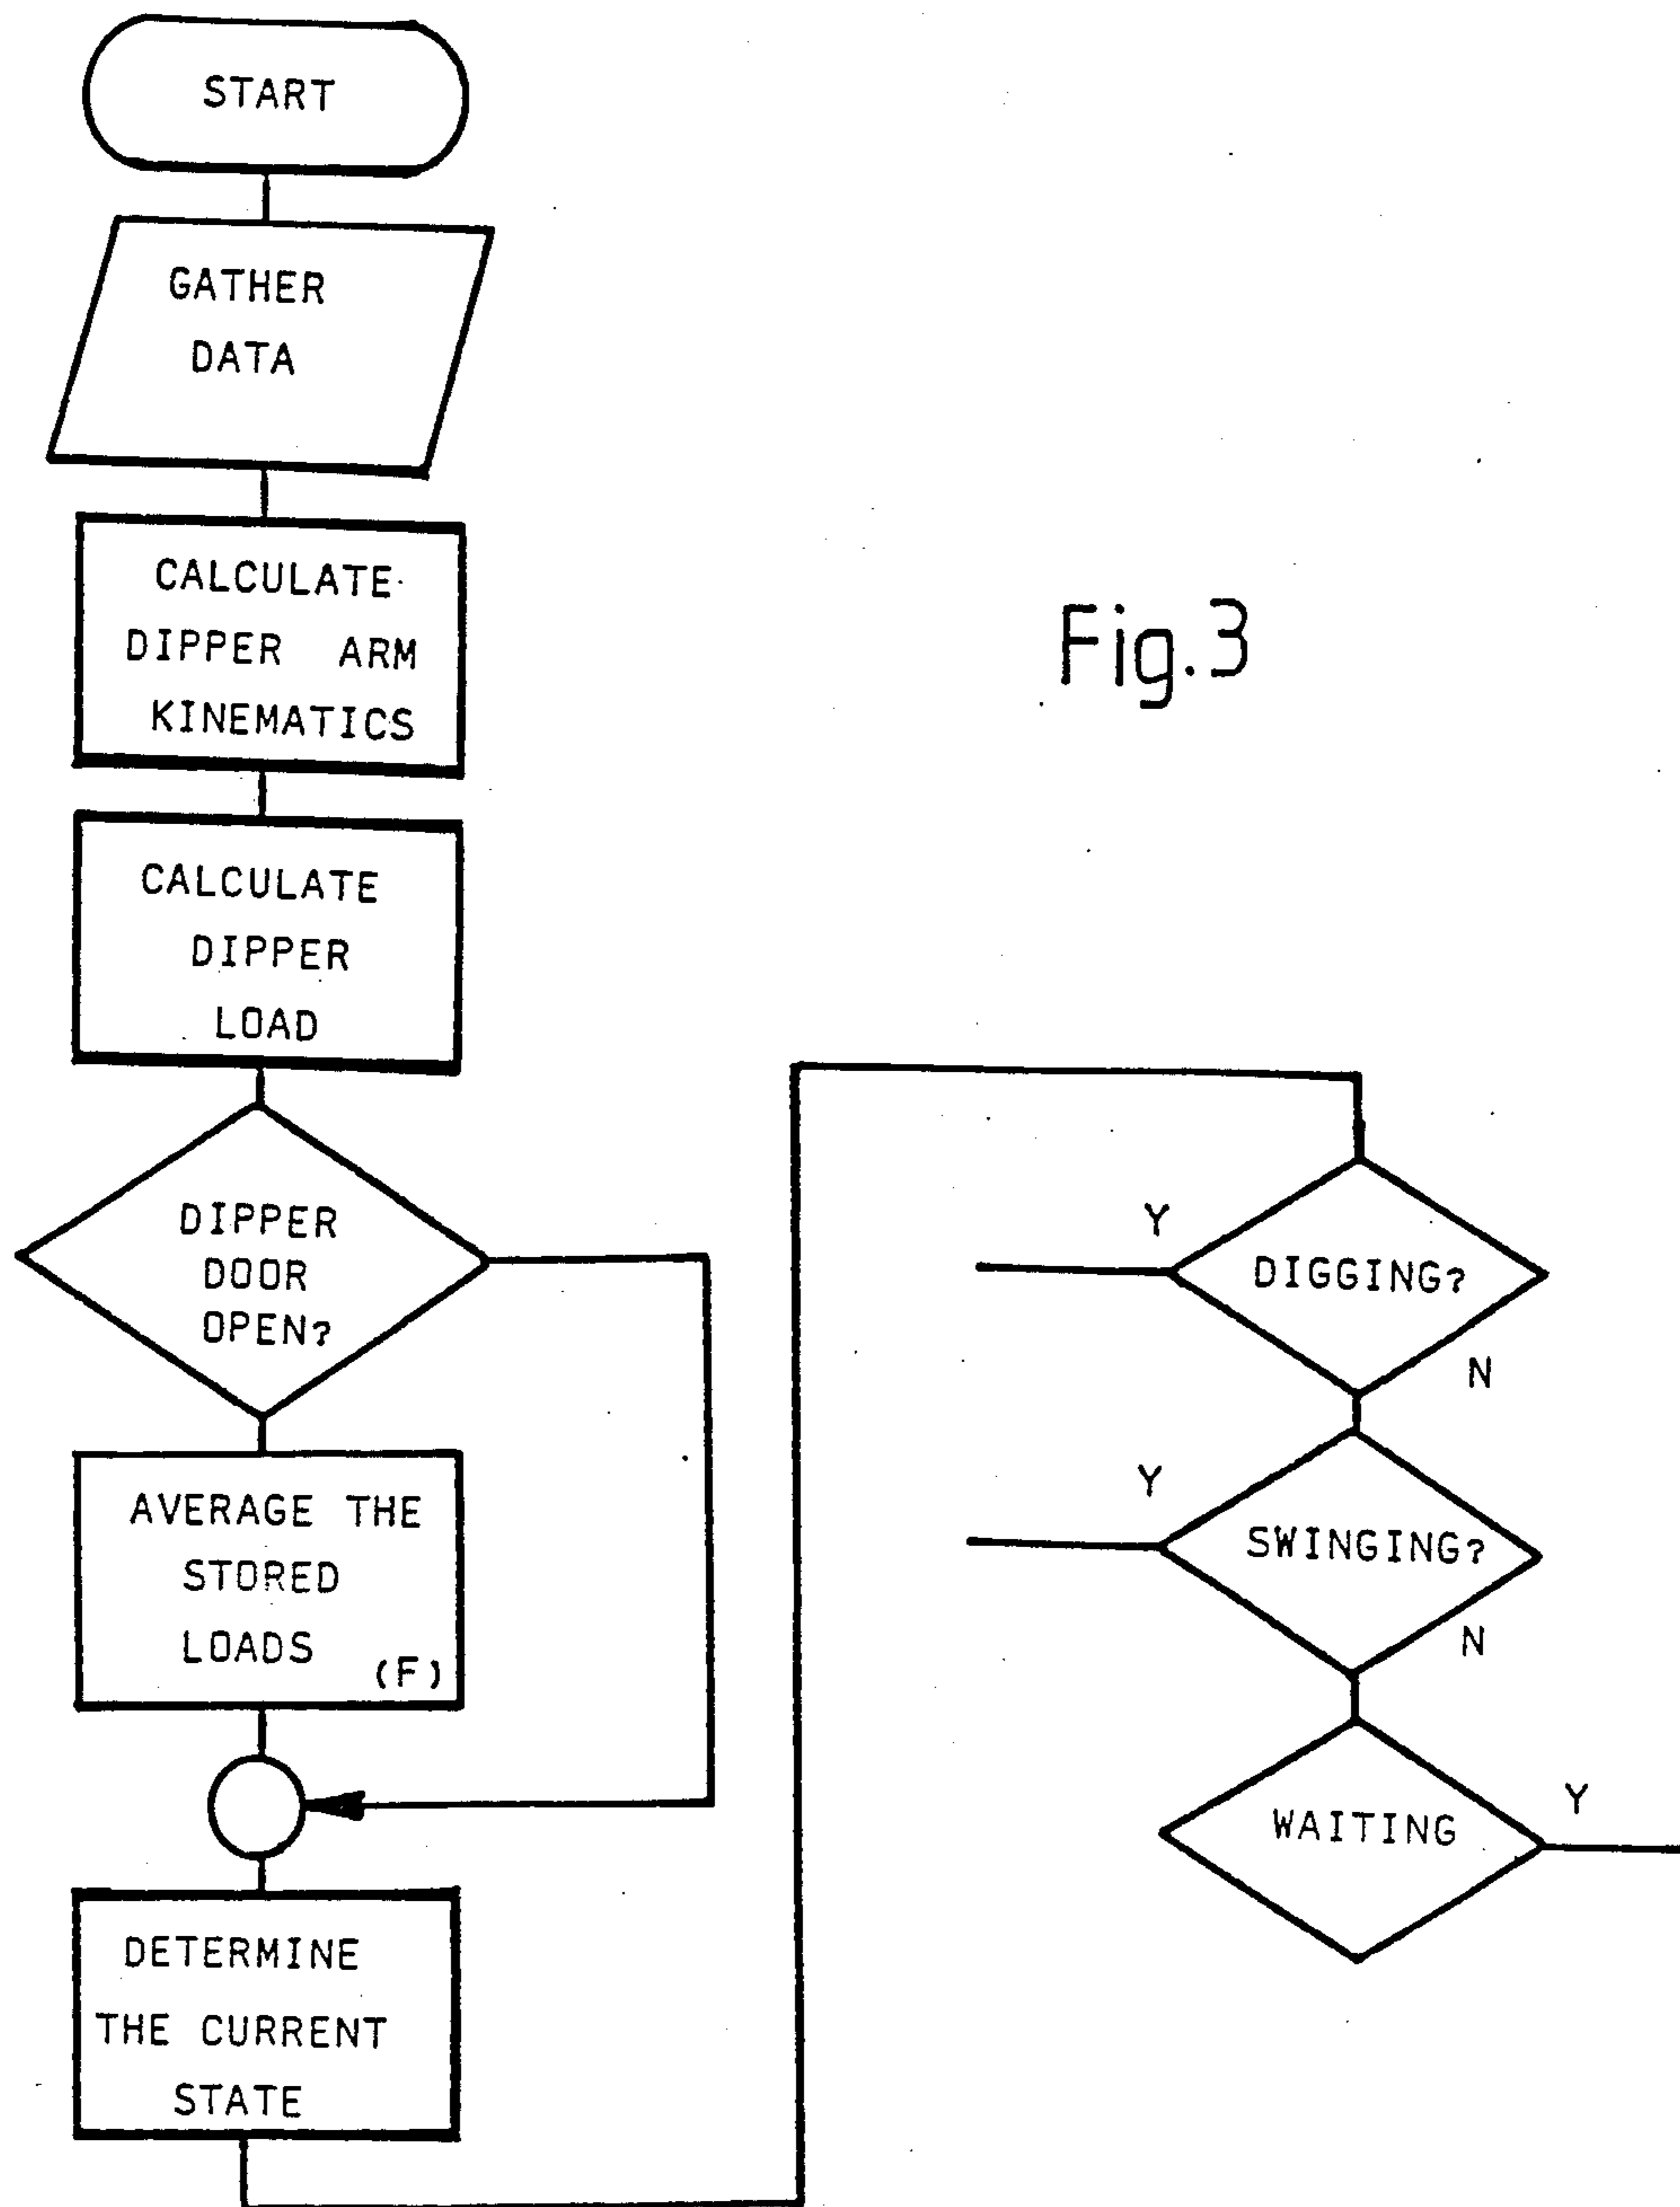 START
GATHER
DATA
CALCULATE
DIPPER ARM
KINEMATICS
CALCULATE
DIPPER
LOAD
DIPPER
DOOR
OPEN?
AVERAGE THE
STORED
LOADS
(F)
DETERMINE
THE CURRENT
STATE
Fig.3
Y
DIGGING?
N
Y
SWINGING?
N
WAITING
Y